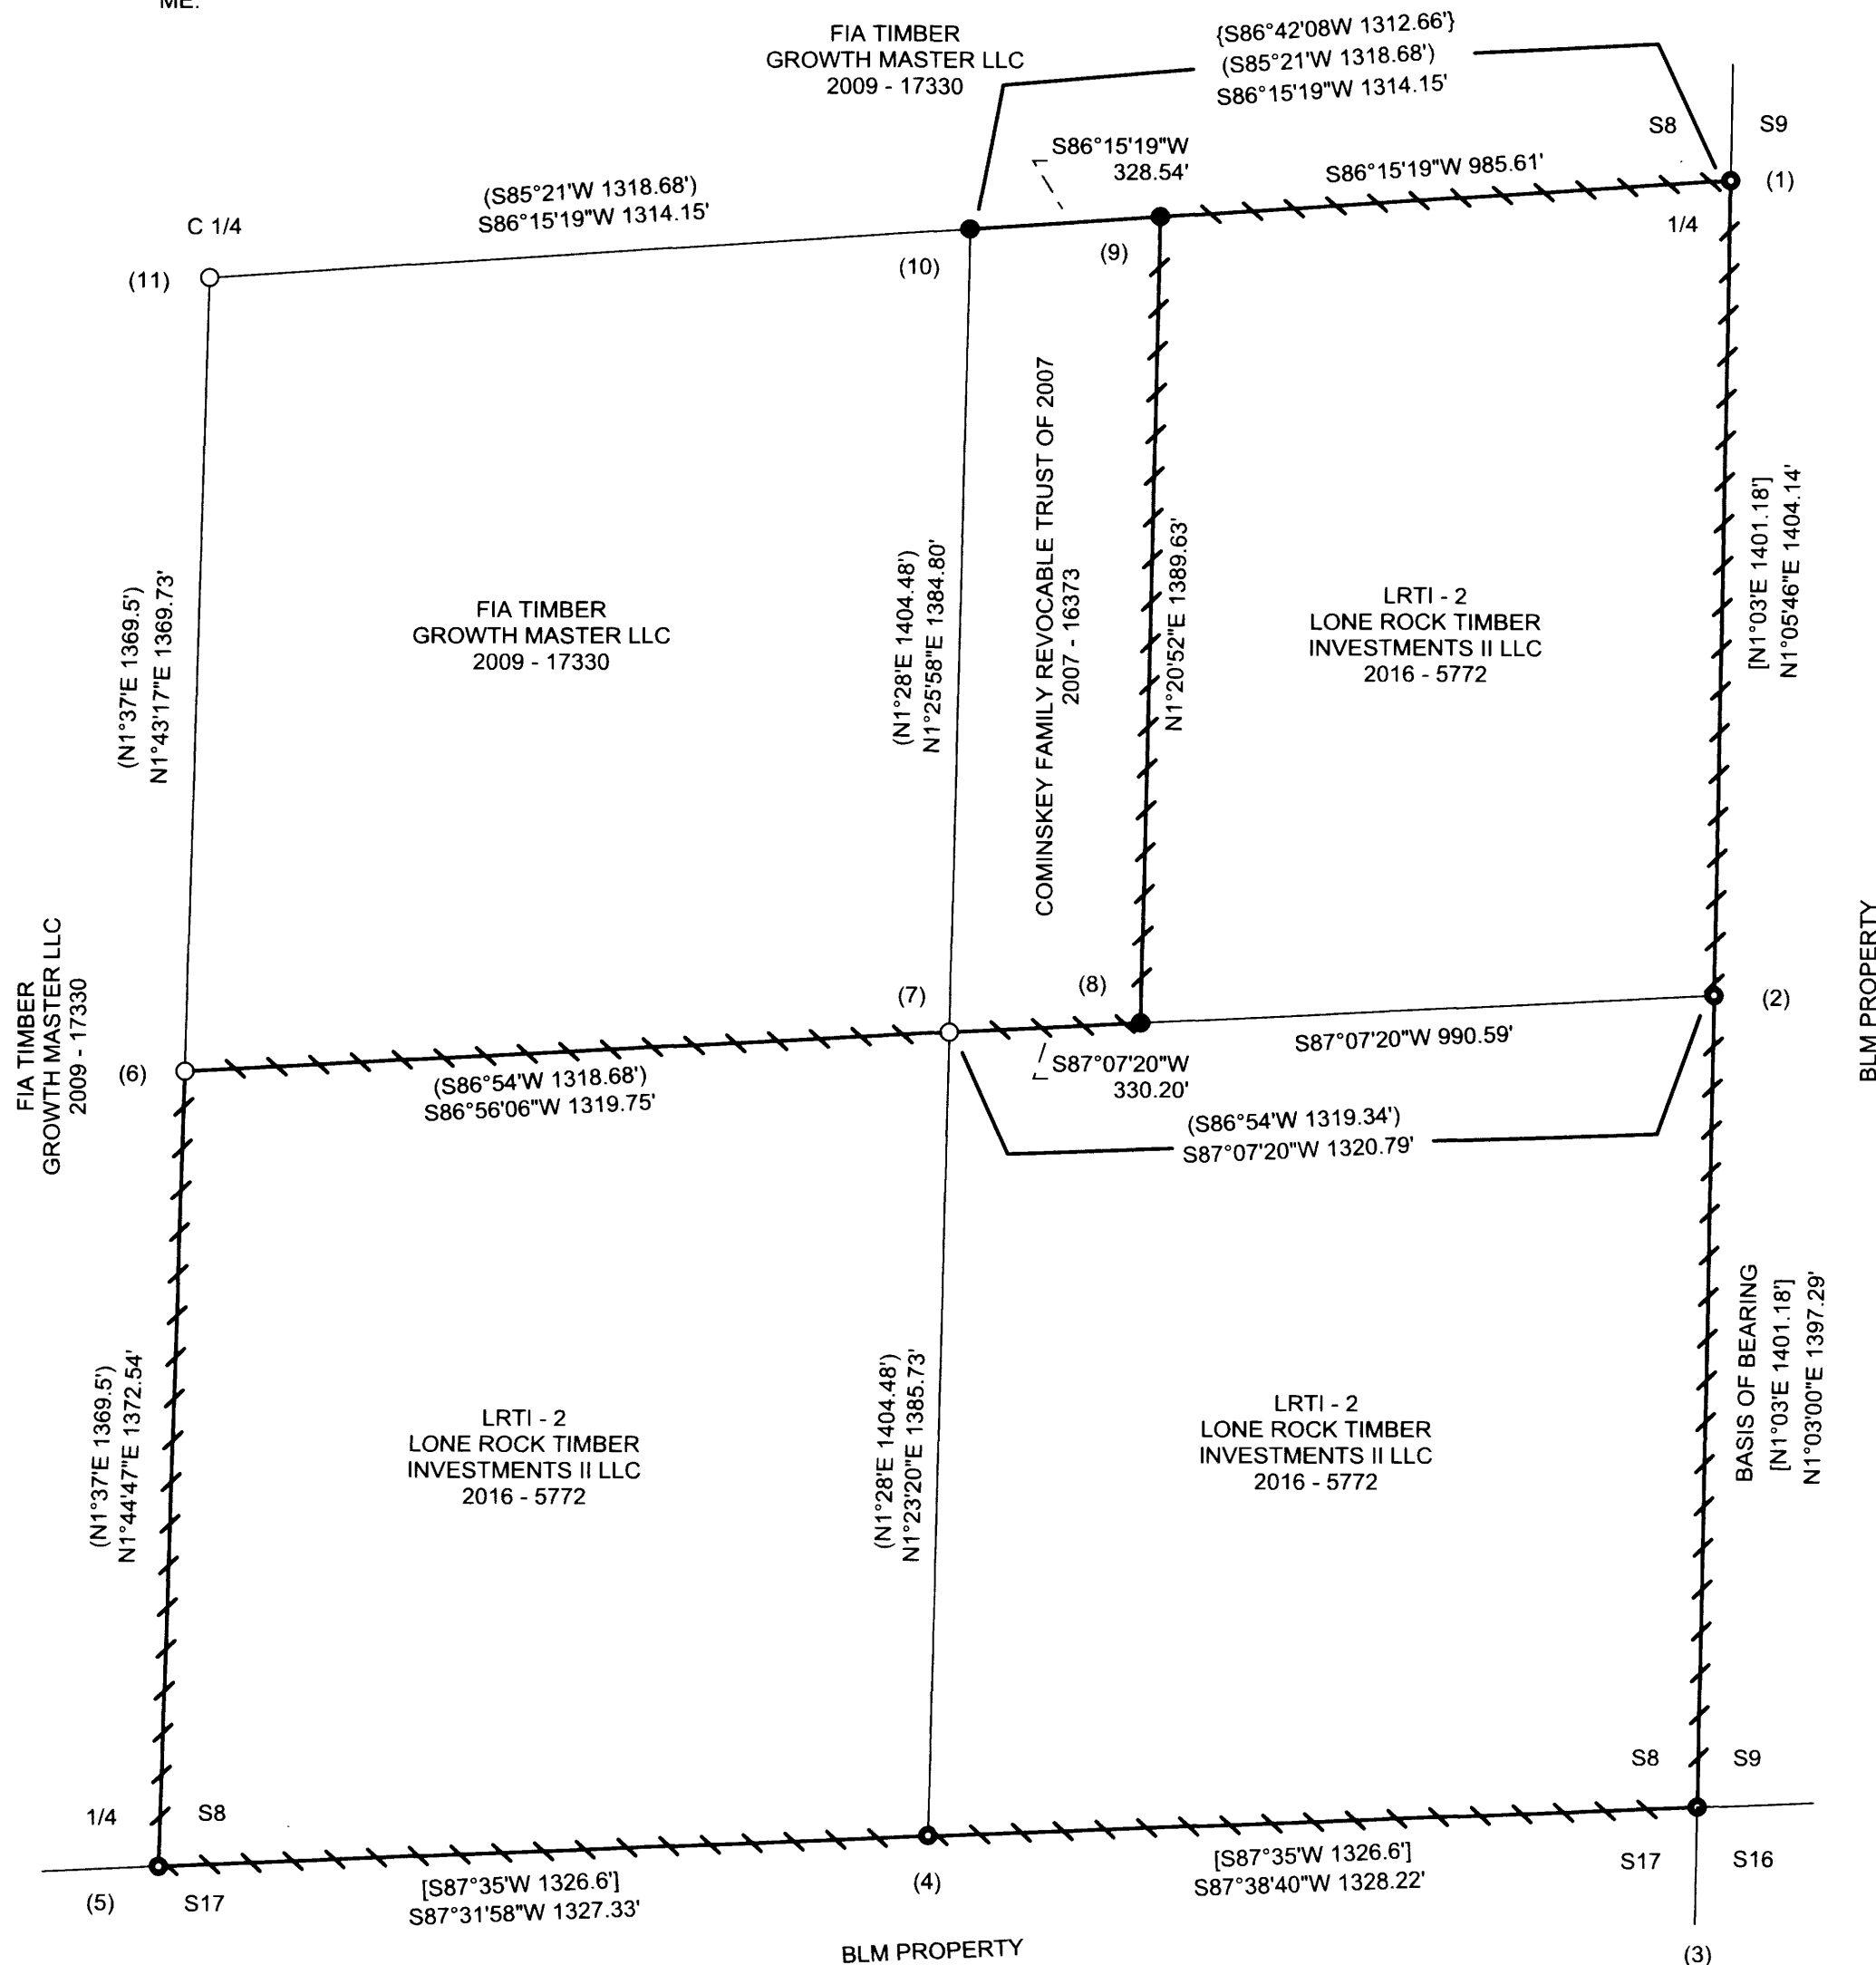 ME.
FIA TIMBER
GROWTH MASTER LLC
2009 - 17330
{S86°42'08W 1312.66'}
(S85°21'W 1318.68')
S86°15'19"W 1314.15'
S8
S9
S86°15'19"W
328.54'
S86°15'19"W 985.61'
(1)
1/4
(S85°21'W 1318.68')
S86°15'19"W 1314.15'
C 1/4
(11)
(10)
(9)
(N1°37'E 1369.5')
N1°43'17"E 1369.73'
FIA TIMBER
GROWTH MASTER LLC
2009 - 17330
(N1°28'E 1404.48')
N1°25'58"E 1384.80'
COMINSKEY FAMILY REVOCABLE TRUST OF 2007
2007 - 16373
N1°20'52"E 1389.63'
LRTI - 2
LONE ROCK TIMBER
INVESTMENTS II LLC
2016 - 5772
[N1°03'E 1401.18']
N1°05'46"E 1404.14'
FIA TIMBER
GROWTH MASTER LLC
2009 - 17330
BLM PROPERTY
(6)
(7)
(8)
(2)
(S86°54'W 1318.68')
S86°56'06"W 1319.75'
S87°07'20"W
330.20'
S87°07'20"W 990.59'
(S86°54'W 1319.34')
S87°07'20"W 1320.79'
(N1°37'E 1369.5')
N1°44'47"E 1372.54'
LRTI - 2
LONE ROCK TIMBER
INVESTMENTS II LLC
2016 - 5772
(N1°28'E 1404.48')
N1°23'20"E 1385.73'
LRTI - 2
LONE ROCK TIMBER
INVESTMENTS II LLC
2016 - 5772
BASIS OF BEARING
[N1°03'E 1401.18']
N1°03'00"E 1397.29'
S8
S9
1/4
S8
(5)
S17
[S87°35'W 1326.6']
S87°31'58"W 1327.33'
(4)
[S87°35'W 1326.6']
S87°38'40"W 1328.22'
S17
S16
BLM PROPERTY
(3)